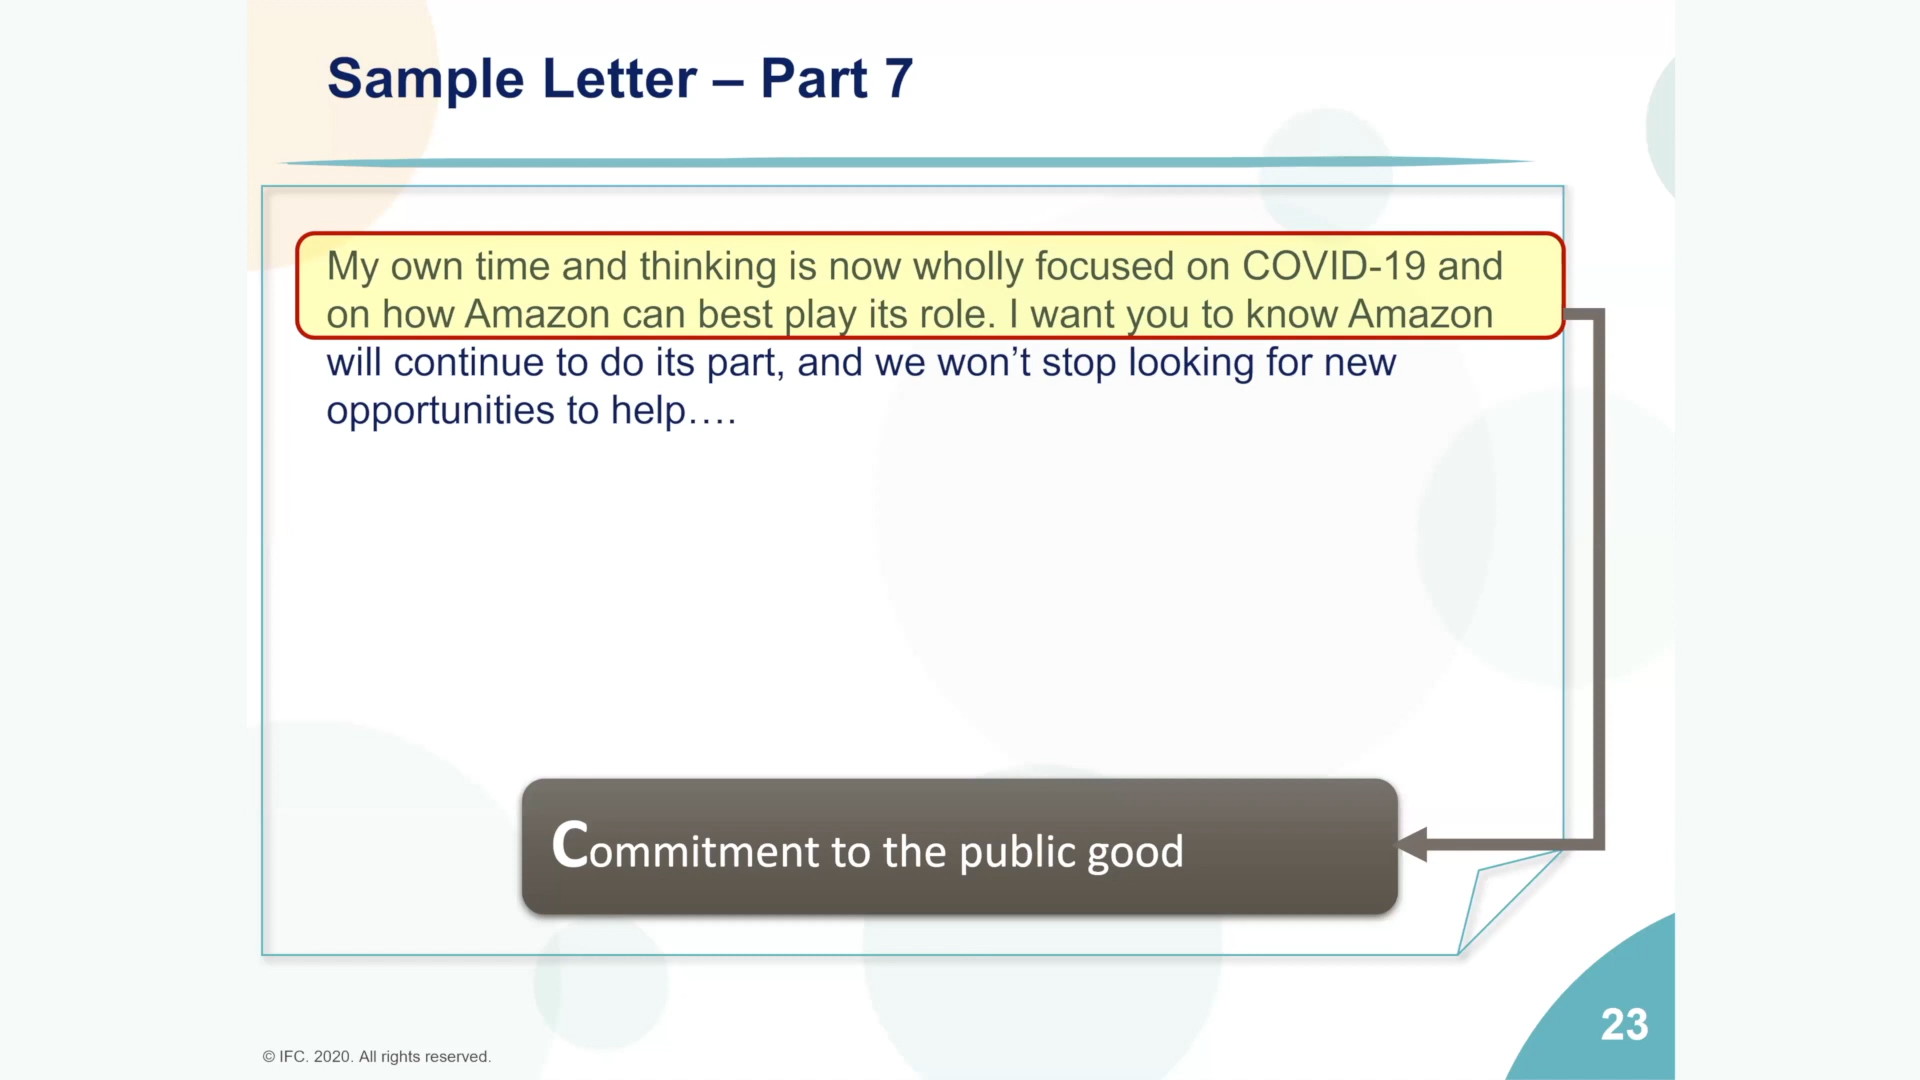 Sample Letter – Part 7
My own time and thinking is now wholly focused on COVID-19 and
on how Amazon can best play its role. I want you to know Amazon
will continue to do its part, and we won’t stop looking for new
opportunities to help….
Commitment to the public good
23
© IFC. 2020. All rights reserved.